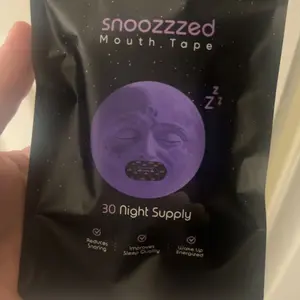 snoozzzed
Mouth Tape
Z z z
30 Night Supply
Reduces Snoring
Improves Sleep Quality
Wake Up Energized